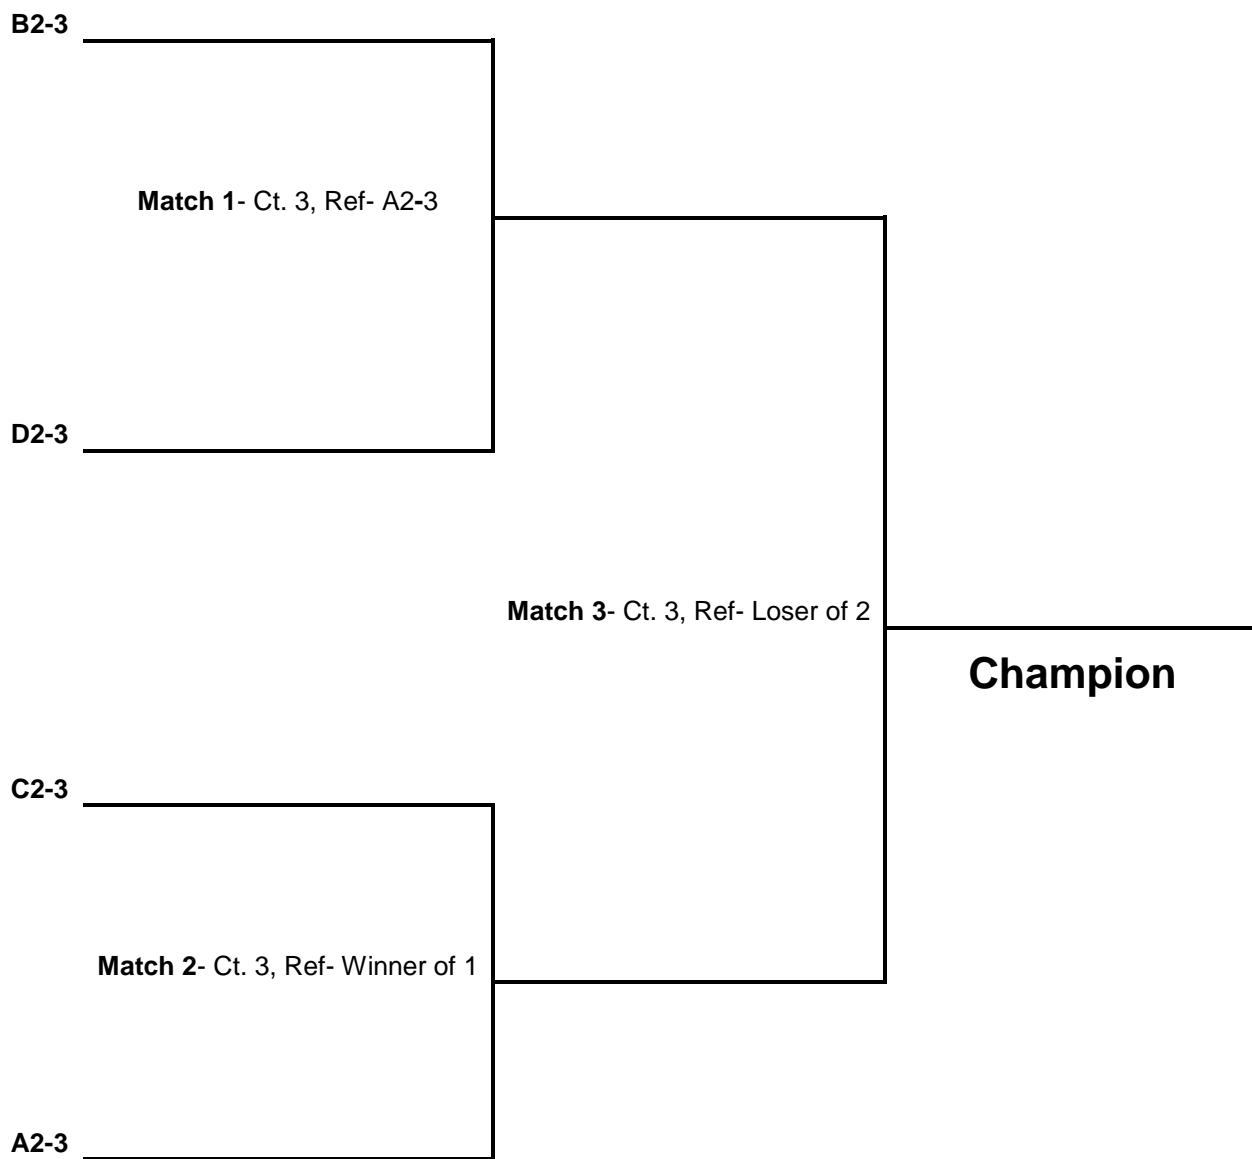 B2-3
Match 1- Ct. 3, Ref- A2-3
D2-3
Match 3- Ct. 3, Ref- Loser of 2
Champion
C2-3
Match 2- Ct. 3, Ref- Winner of 1
A2-3